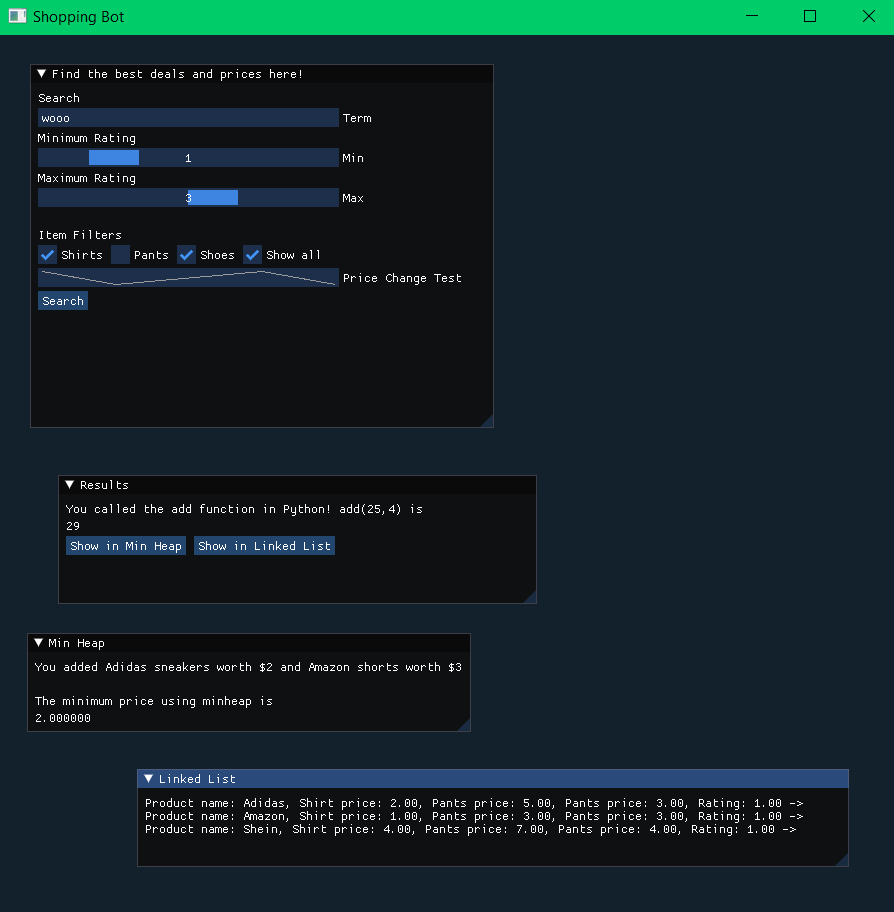 Shopping Bot
Find the best deals and prices here!
Search
wooo Term
Minimum Rating
1 Min
Maximum Rating
3 Max
Item Filters
Shirts Pants Shoes Show all
Price Change Test
Search
Results
You called the add function in Python! add(25,4) is
29
Show in Min Heap Show in Linked List
Min Heap
You added Adidas sneakers worth $2 and Amazon shorts worth $3
The minimum price using minheap is
2.000000
Linked List
Product name: Adidas, Shirt price: 2.00, Pants price: 5.00, Pants price: 3.00, Rating: 1.00 ->
Product name: Amazon, Shirt price: 1.00, Pants price: 3.00, Pants price: 3.00, Rating: 1.00 ->
Product name: Shein, Shirt price: 4.00, Pants price: 7.00, Pants price: 4.00, Rating: 1.00 ->